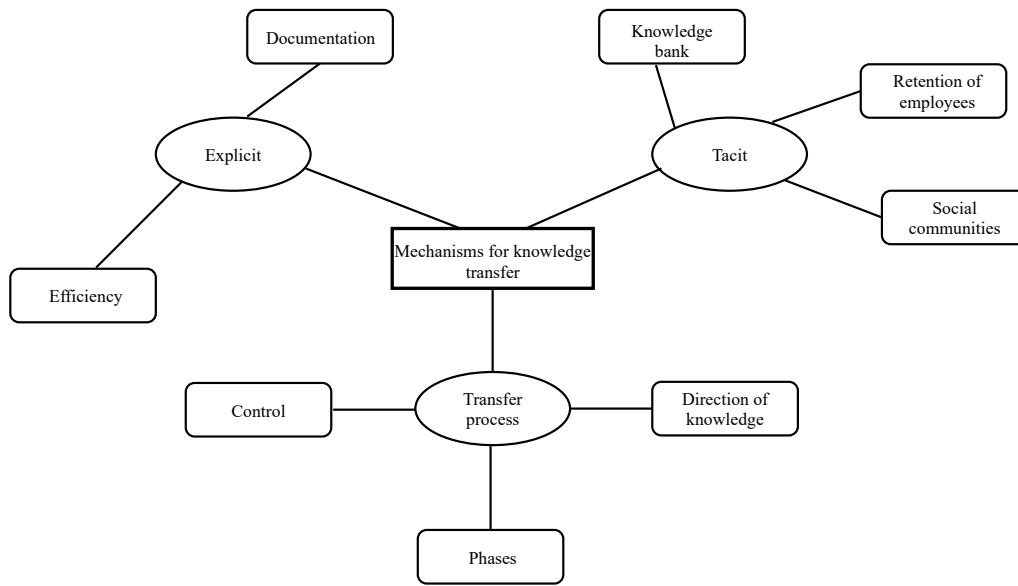 Documentation
Knowledge
bank
Retention of
employees
Explicit
Tacit
Social
communities
Mechanisms for knowledge
transfer
Efficiency
Control
Transfer
process
Direction of
knowledge
Phases